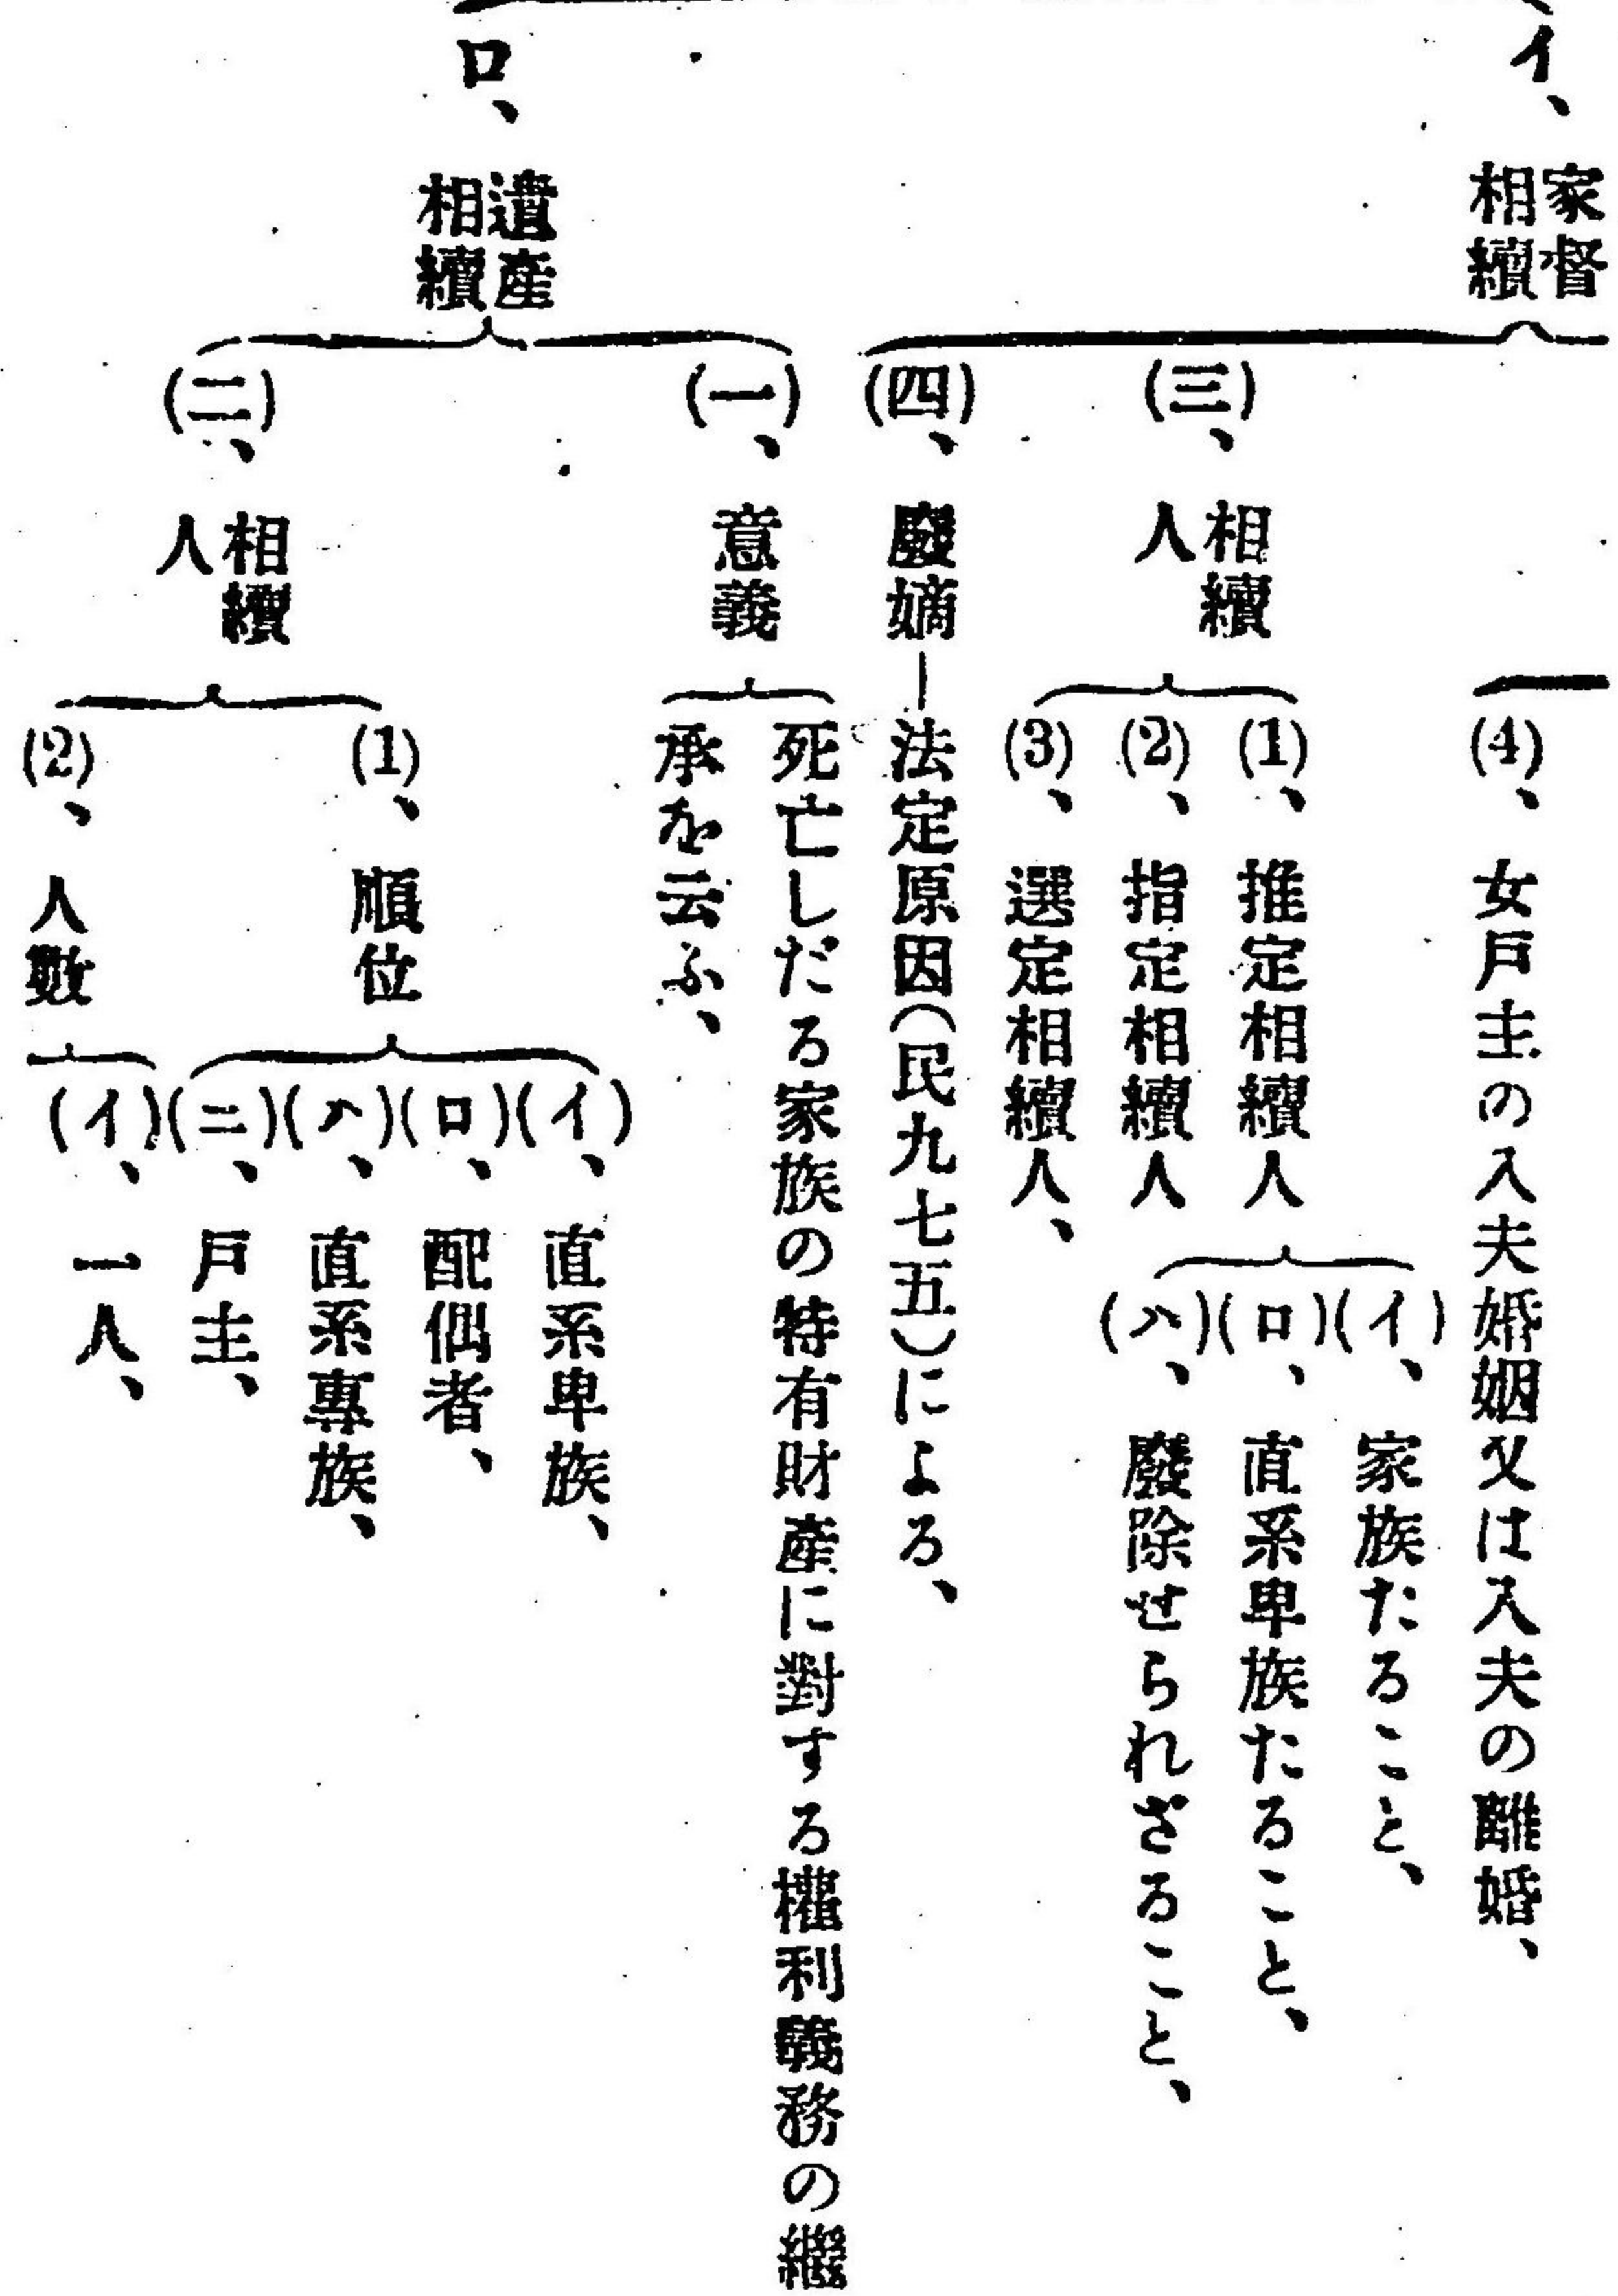 イ、家督相續
(4)、女戸主の入夫婚姻又は入夫の離婚、
(三)、相續人
(1)、推定相續人
(イ)、家族たること、
(ロ)、直系卑族たること、
(ハ)、廢除せられざること、
(2)、指定相續人
(3)、選定相續人、
(四)、廢嫡―法定原因(民九七五)による、
ロ、遺産相續
(一)、意義
死亡しだる家族の特有財産に對する權利義務の繼
承を云ふ、
(二)、相續人
(1)、順位
(イ)、直系卑族、
(ロ)、配偶者、
(ハ)、直系專族、
(ニ)、戸主、
(2)、人數
(イ)、一人、